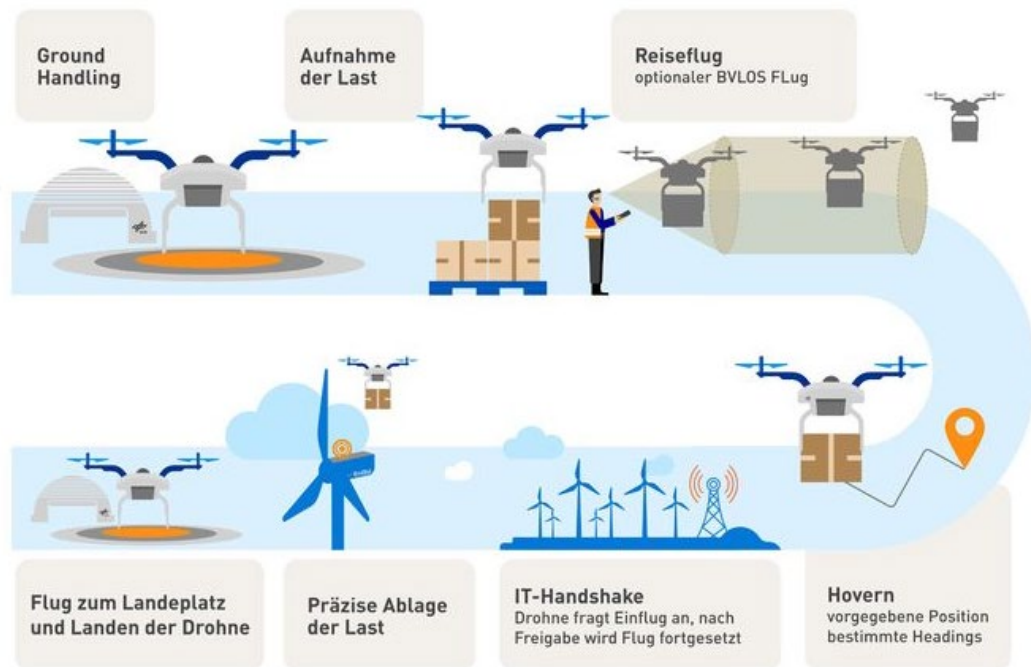 Ground
Handling
Aufnahme
der Last
Reiseflug
optionaler BVLOS FLug
Hovern
vorgegebene Position
bestimmte Headings
IT-Handshake
Drohne fragt Einflug an, nach
Freigabe wird Flug fortgesetzt
Präzise Ablage
der Last
Flug zum Landeplatz
und Landen der Drohne